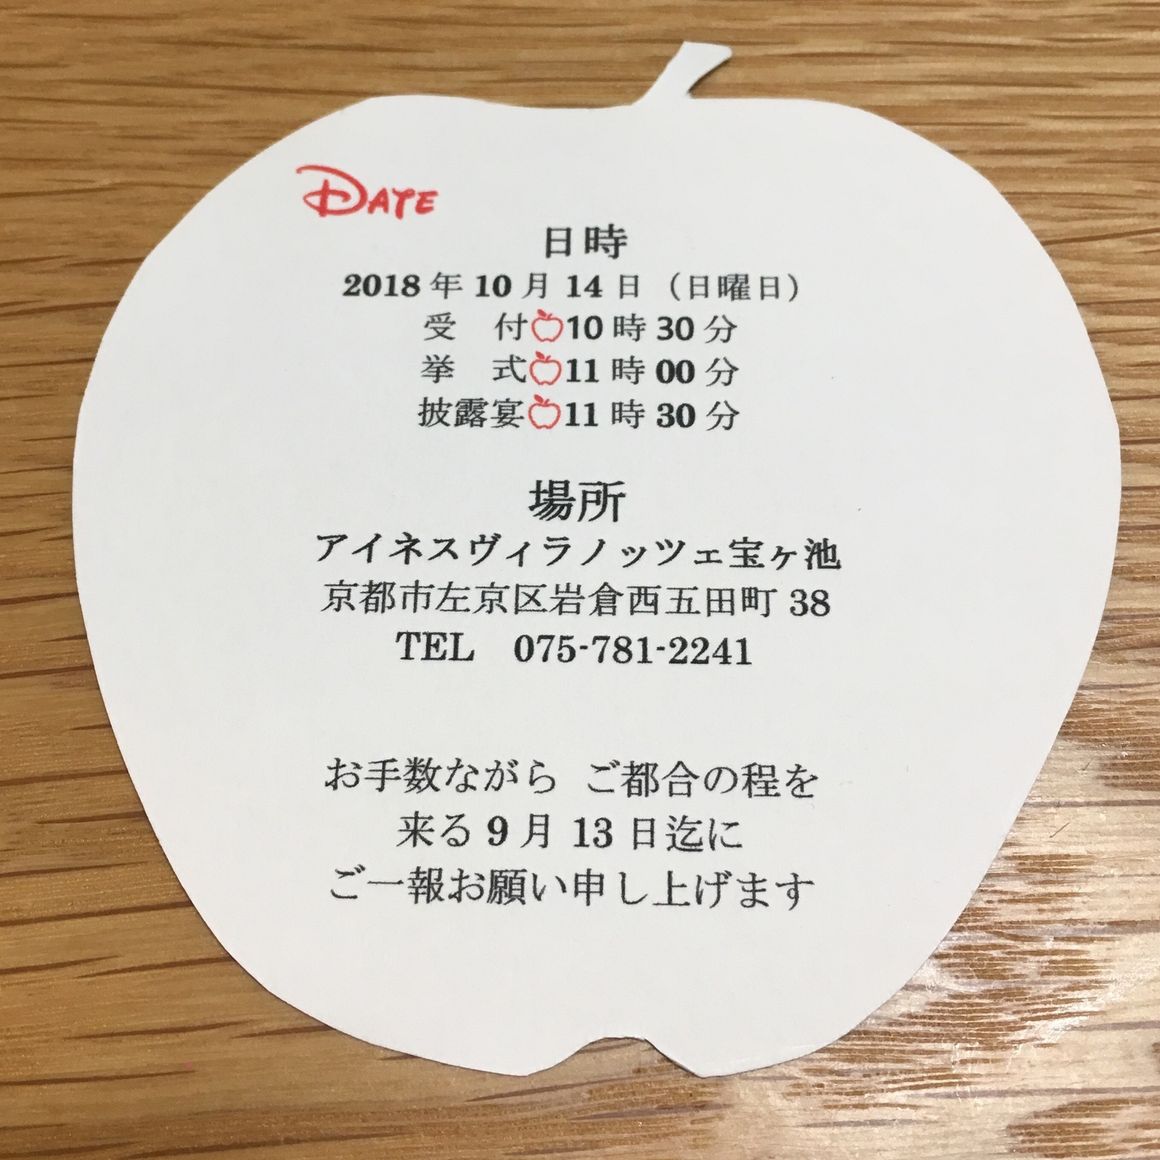 DATE
日時
2018年10月14日（日曜日）
受　付 10時30分
挙　式 11時00分
披露宴 11時30分
場所
アイネスヴィラノッツェ宝ヶ池
京都市左京区岩倉西五田町 38
TEL　075-781-2241
お手数ながら ご都合の程を
来る9月13日迄に
ご一報お願い申し上げます